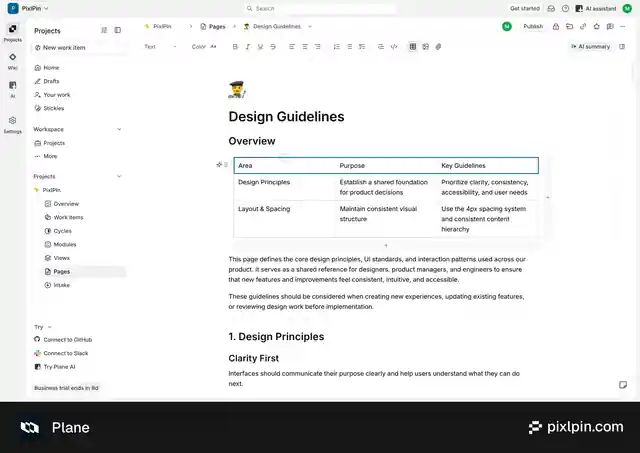 P PixlPin
Search
Get started
AI assistant
M
Projects
Wiki
AI
Settings
Projects
New work item
Home
Drafts
Your work
Stickies
Workspace
Projects
More
Projects
PixlPin
Overview
Work items
Cycles
Modules
Views
Pages
Intake
Try
Connect to GitHub
Connect to Slack
Try Plane AI
Business trial ends in 8d
PixlPin > Pages > Design Guidelines
M Publish
Text Color Aa B I U S
AI summary
Design Guidelines
Overview
Area Purpose Key Guidelines
Design Principles Establish a shared foundation Prioritize clarity, consistency,
for product decisions accessibility, and user needs
Layout & Spacing Maintain consistent visual Use the 4px spacing system
structure and consistent content
hierarchy
This page defines the core design principles, UI standards, and interaction patterns used across our
product. it serves as a shared reference for designers, product managers, and engineers to ensure
that new features and improvements feel consistent, intuitive, and accessible.
These guidelines should be considered when creating new experiences, updating existing features,
or reviewing design work before implementation.
1. Design Principles
Clarity First
Interfaces should communicate their purpose clearly and help users understand what they can do
next.
Plane
pixlpin.com